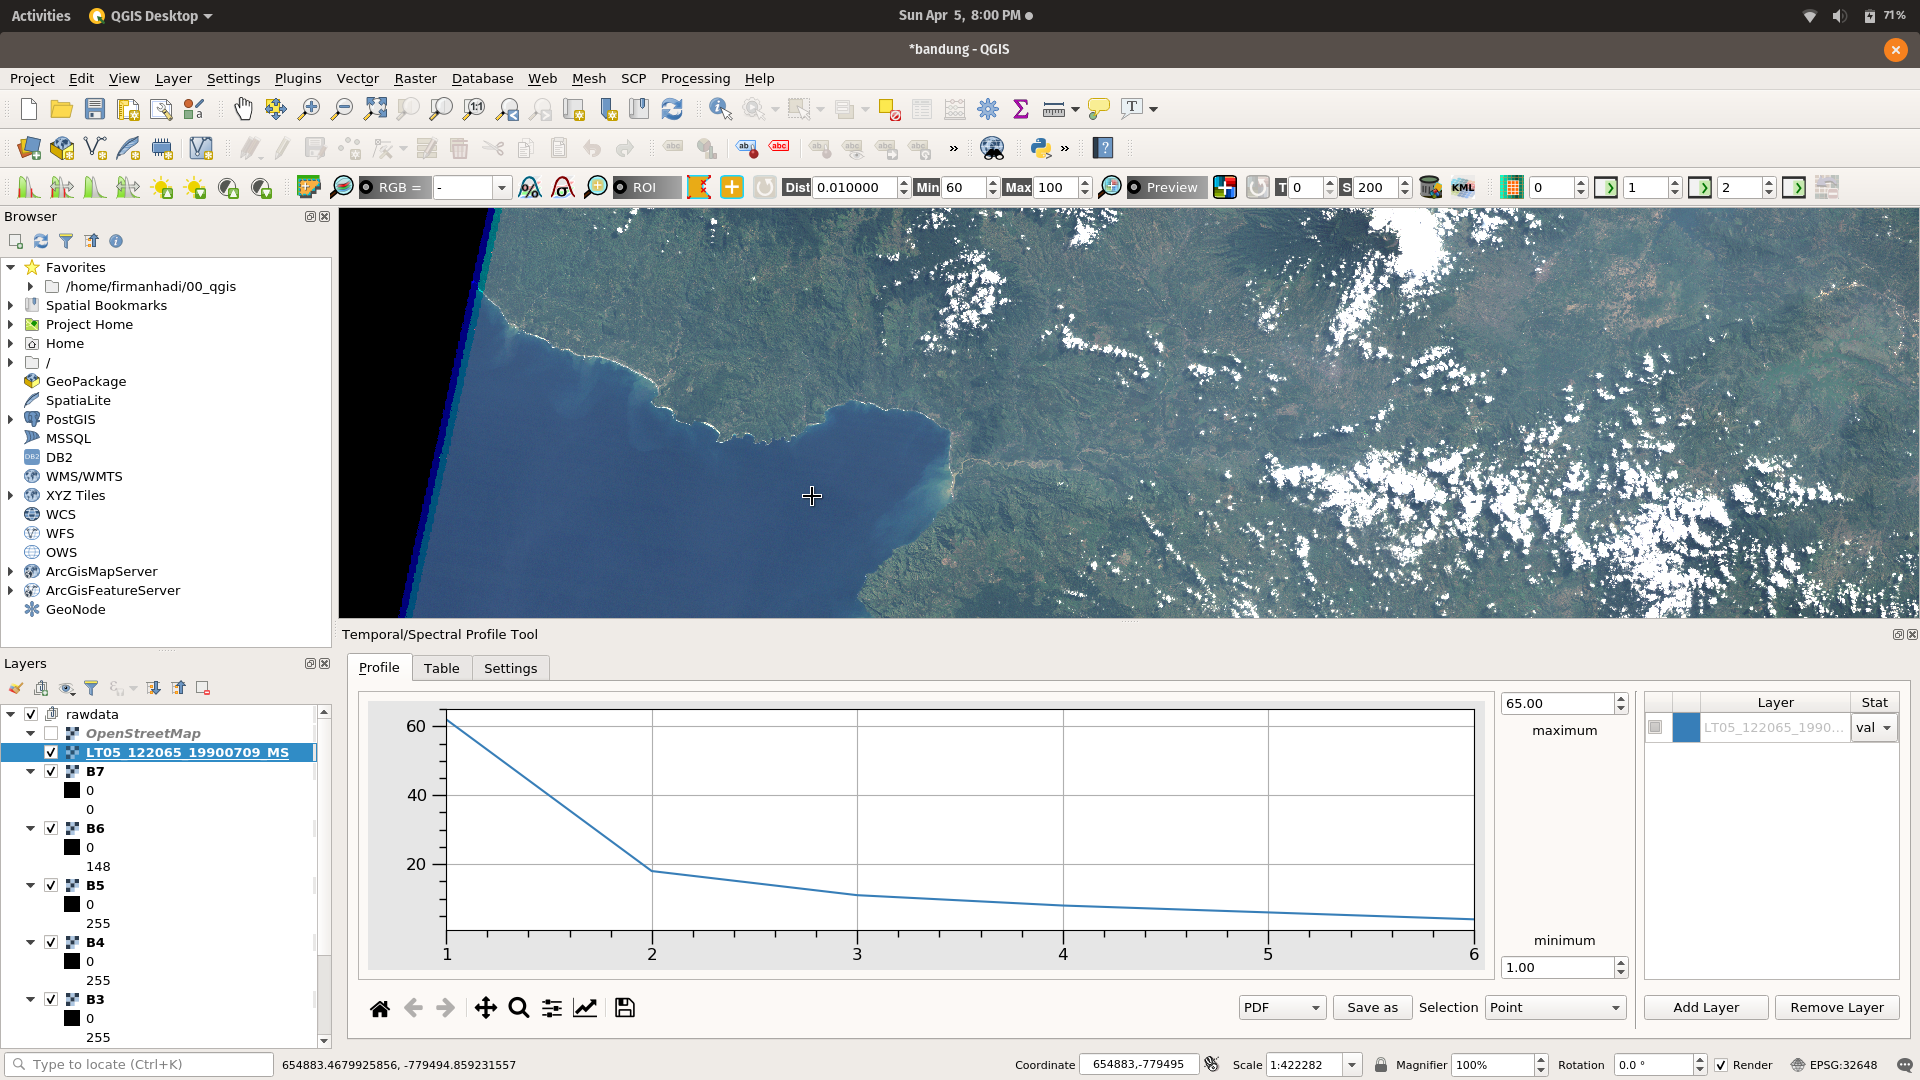 Activities QGIS Desktop Sun Apr 5, 8:00 PM 71%
*bandung - QGIS
Project Edit View Layer Settings Plugins Vector Raster Database Web Mesh SCP Processing Help
1:1 T
abc ab abc » »
RGB = - ROI Dist 0.010000 Min 60 Max 100 Preview T 0 S 200 KML 0 1 2
Browser
Favorites
/home/firmanhadi/00_qgis
Spatial Bookmarks
Project Home
Home
/
GeoPackage
SpatiaLite
PostGIS
MSSQL
DB2
WMS/WMTS
XYZ Tiles
WCS
WFS
OWS
ArcGisMapServer
ArcGisFeatureServer
GeoNode
Layers
rawdata
OpenStreetMap
LT05_122065_19900709_MS
B7
0
0
B6
0
148
B5
0
255
B4
0
255
B3
0
255
Temporal/Spectral Profile Tool
Profile Table Settings
60
40
20
1 2 3 4 5 6
65.00
maximum
minimum
1.00
Layer Stat
LT05_122065_1990... val
PDF Save as Selection Point Add Layer Remove Layer
Type to locate (Ctrl+K) 654883.4679925856, -779494.859231557 Coordinate 654883,-779495 Scale 1:422282 Magnifier 100% Rotation 0.0 ° Render EPSG:32648